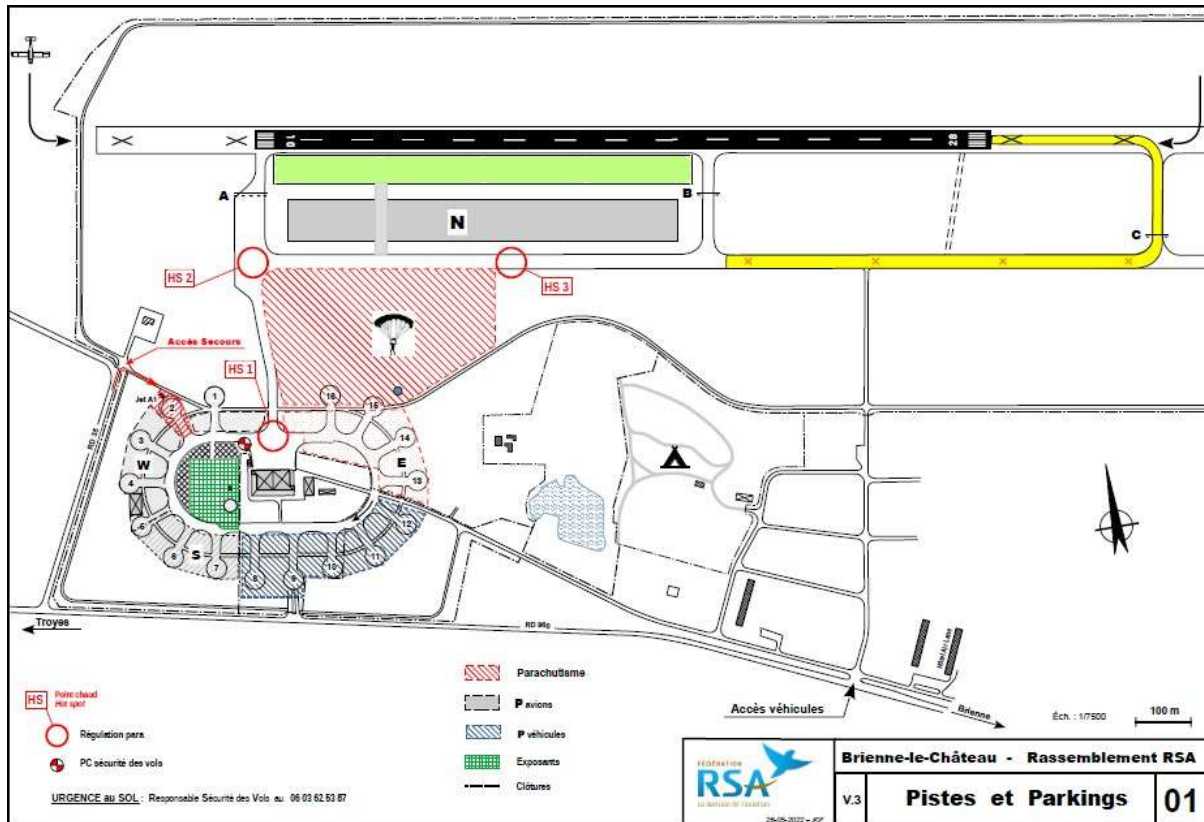 10
28
A
B
C
N
HS 2
HS 3
Accès Secours
HS 1
Jet A1
1
2
16
15
3
14
W
E
4
13
RD 35
S
5
12
6
S
11
7
10
8
9
Troyes
RD 96g
Brienne
Accès véhicules
Éch. : 1/7500
100 m
HS
Point chaud
Hot spot
Régulation para
PC sécurité des vols
URGENCE au SOL : Responsable Sécurité des Vols au 06 03 62 53 87
Parachutisme
P avions
P véhicules
Exposants
Clôtures
FÉDÉRATION
RSA
Brienne-le-Château - Rassemblement RSA
V.3
Pistes et Parkings
01